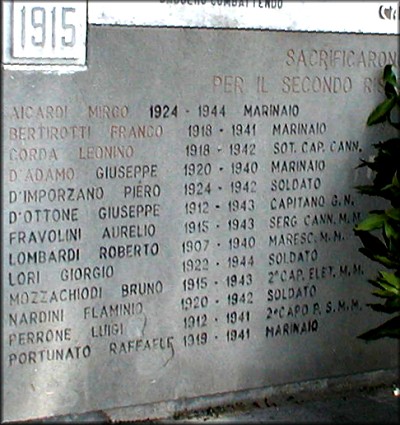 DURERO COMBATTENDO
1915
SACRIFICARON
PER IL SECONDO RIS
AICARDI MIRCO 1924 - 1944 MARINAIO
BERTIROTTI FRANCO 1918 - 1941 MARINAIO
CORDA LEONINO 1918 - 1942 SOT. CAP. CANN.
D'ADAMO GIUSEPPE 1920 - 1940 MARINAIO
D'IMPORZANO PIERO 1924 - 1942 SOLDATO
D'OTTONE GIUSEPPE 1912 - 1943 CAPITANO G.N.
FRAVOLINI AURELIO 1915 - 1943 SERG CANN. M.M.
LOMBARDI ROBERTO 1907 - 1940 MARESC. M.M.
LORI GIORGIO 1922 - 1944 SOLDATO
MOZZACHIODI BRUNO 1915 - 1943 2°CAP. ELET. M.M.
NARDINI FLAMINIO 1920 - 1942 SOLDATO
PERRONE LUIGI 1912 - 1941 2°CAPO P.S.M.M.
PORTUNATO RAFFAELE 1919 - 1941 MARINAIO